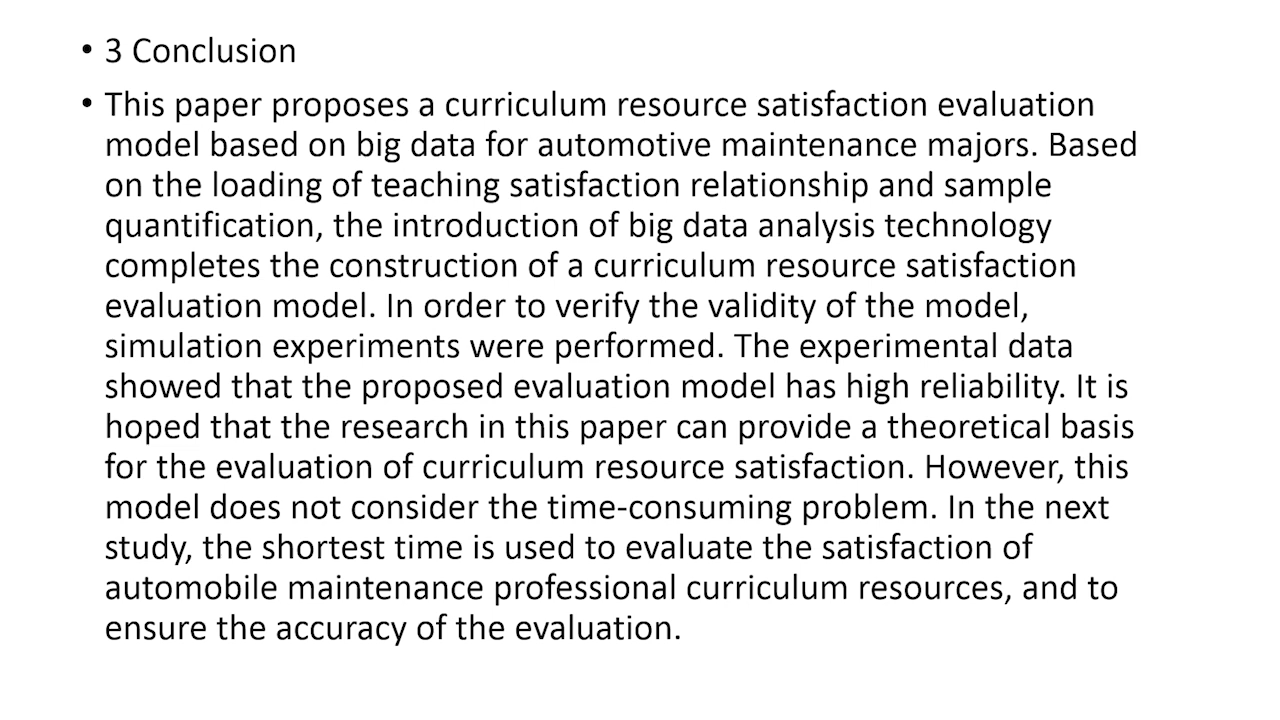 • 3 Conclusion
• This paper proposes a curriculum resource satisfaction evaluation
model based on big data for automotive maintenance majors. Based
on the loading of teaching satisfaction relationship and sample
quantification, the introduction of big data analysis technology
completes the construction of a curriculum resource satisfaction
evaluation model. In order to verify the validity of the model,
simulation experiments were performed. The experimental data
showed that the proposed evaluation model has high reliability. It is
hoped that the research in this paper can provide a theoretical basis
for the evaluation of curriculum resource satisfaction. However, this
model does not consider the time-consuming problem. In the next
study, the shortest time is used to evaluate the satisfaction of
automobile maintenance professional curriculum resources, and to
ensure the accuracy of the evaluation.